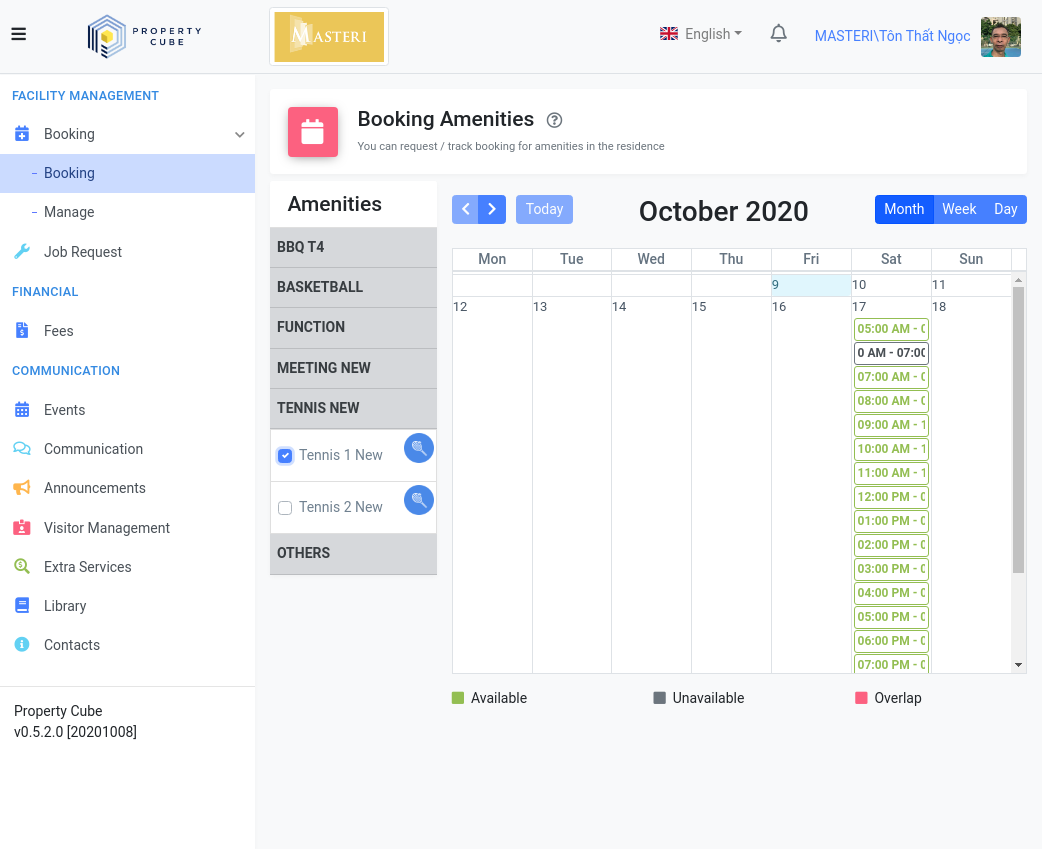 PROPERTY
CUBE
MASTERI
English
MASTERI\Tôn Thất Ngọc
FACILITY MANAGEMENT
Booking
Booking
Manage
Job Request
FINANCIAL
Fees
COMMUNICATION
Events
Communication
Announcements
Visitor Management
Extra Services
Library
Contacts
Property Cube
v0.5.2.0 [20201008]
Booking Amenities
You can request / track booking for amenities in the residence
Amenities
BBQ T4
BASKETBALL
FUNCTION
MEETING NEW
TENNIS NEW
Tennis 1 New
Tennis 2 New
OTHERS
Today
October 2020
Month Week Day
Mon Tue Wed Thu Fri Sat Sun
9 10 11
12 13 14 15 16 17 18
05:00 AM - 0
0 AM - 07:00
07:00 AM - 0
08:00 AM - 0
09:00 AM - 1
10:00 AM - 1
11:00 AM - 1
12:00 PM - 0
01:00 PM - 0
02:00 PM - 0
03:00 PM - 0
04:00 PM - 0
05:00 PM - 0
06:00 PM - 0
07:00 PM - 0
Available Unavailable Overlap